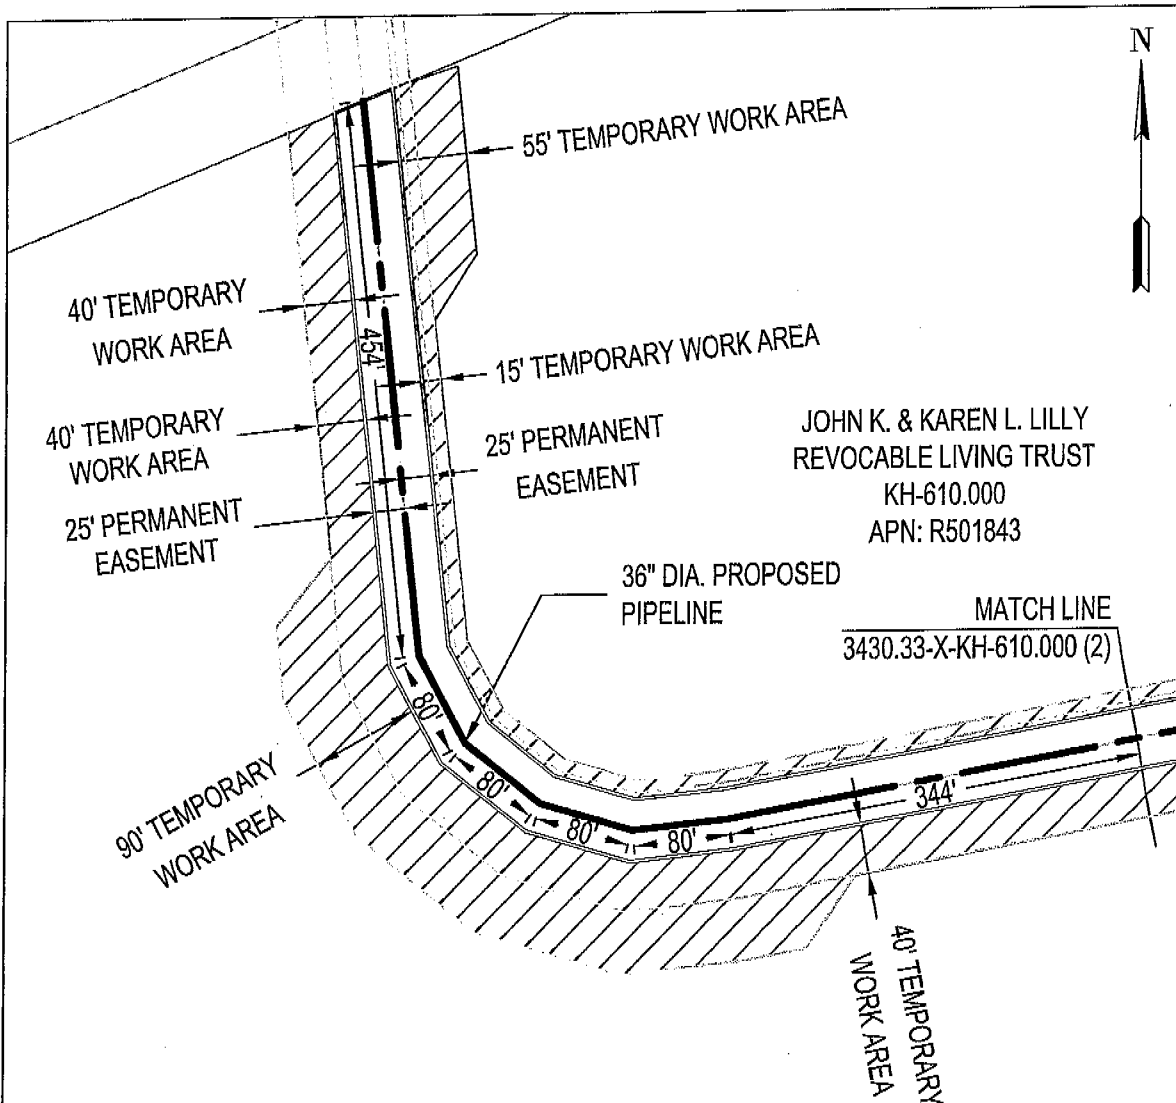 N
55' TEMPORARY WORK AREA
40' TEMPORARY
WORK AREA
454'
15' TEMPORARY WORK AREA
40' TEMPORARY
WORK AREA
25' PERMANENT
EASEMENT
JOHN K. & KAREN L. LILLY
REVOCABLE LIVING TRUST
KH-610.000
APN: R501843
25' PERMANENT
EASEMENT
36" DIA. PROPOSED
PIPELINE
MATCH LINE
3430.33-X-KH-610.000 (2)
80'
80'
80'
80'
344'
90' TEMPORARY
WORK AREA
40' TEMPORARY
WORK AREA